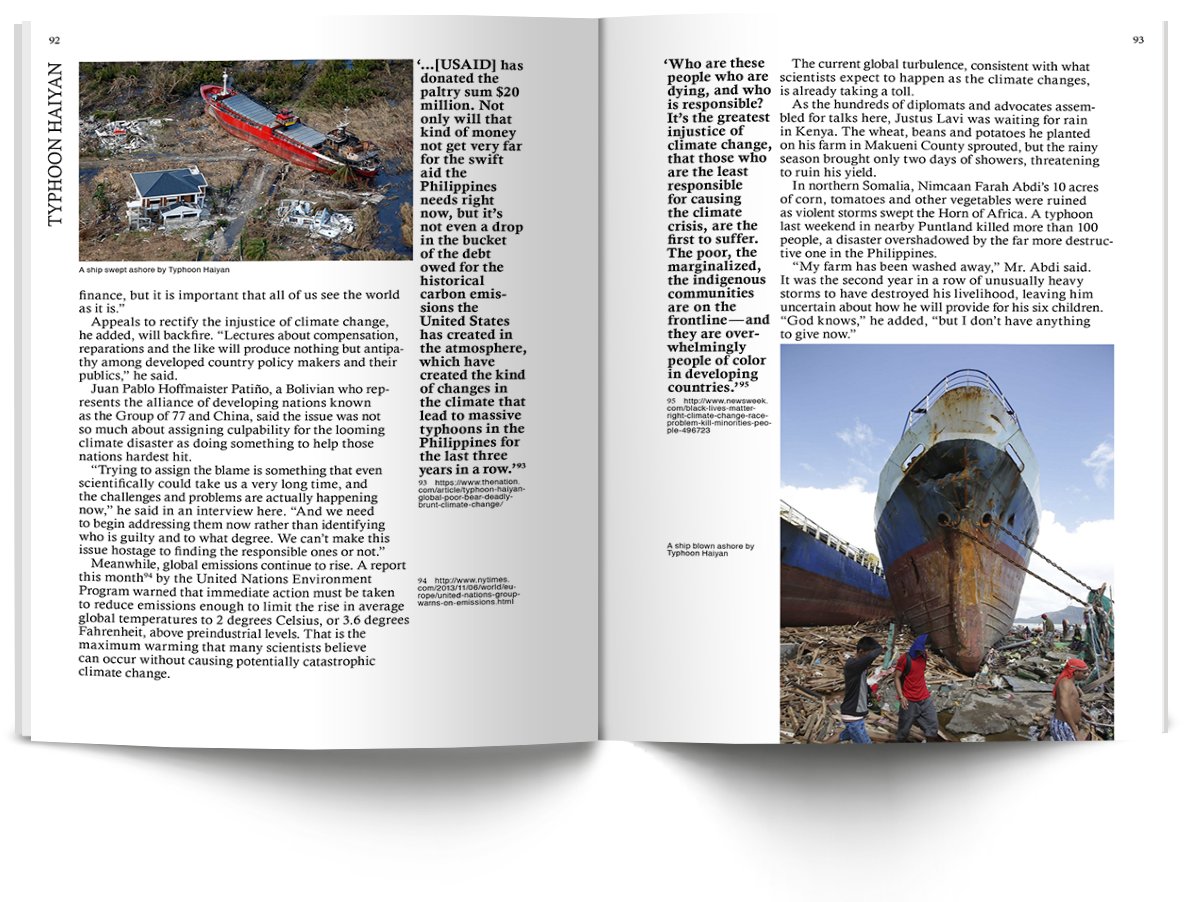 92
TYPHOON HAIYAN
A ship swept ashore by Typhoon Haiyan
finance, but it is important that all of us see the world
as it is.”
Appeals to rectify the injustice of climate change,
he added, will backfire. “Lectures about compensation,
reparations and the like will produce nothing but antipa-
thy among developed country policy makers and their
publics,” he said.
Juan Pablo Hoffmaister Patiño, a Bolivian who rep-
resents the alliance of developing nations known
as the Group of 77 and China, said the issue was not
so much about assigning culpability for the looming
climate disaster as doing something to help those
nations hardest hit.
“Trying to assign the blame is something that even
scientifically could take us a very long time, and
the challenges and problems are actually happening
now,” he said in an interview here. “And we need
to begin addressing them now rather than identifying
who is guilty and to what degree. We can’t make this
issue hostage to finding the responsible ones or not.”
Meanwhile, global emissions continue to rise. A report
this month⁹⁴ by the United Nations Environment
Program warned that immediate action must be taken
to reduce emissions enough to limit the rise in average
global temperatures to 2 degrees Celsius, or 3.6 degrees
Fahrenheit, above preindustrial levels. That is the
maximum warming that many scientists believe
can occur without causing potentially catastrophic
climate change.
‘…[USAID] has
donated the
paltry sum $20
million. Not
only will that
kind of money
not get very far
for the swift
aid the
Philippines
needs right
now, but it’s
not even a drop
in the bucket
of the debt
owed for the
historical
carbon emis-
sions the
United States
has created in
the atmosphere,
which have
created the kind
of changes in
the climate that
lead to massive
typhoons in the
Philippines for
the last three
years in a row.’⁹³
93 https://www.thenation.
com/article/typhoon-haiyan-
global-poor-bear-deadly-
brunt-climate-change/
94 http://www.nytimes.
com/2013/11/06/world/eu-
rope/united-nations-group-
warns-on-emissions.html
93
‘Who are these
people who are
dying, and who
is responsible?
It’s the greatest
injustice of
climate change,
that those who
are the least
responsible
for causing
the climate
crisis, are the
first to suffer.
The poor, the
marginalized,
the indigenous
communities
are on the
frontline—and
they are over-
whelmingly
people of color
in developing
countries.’⁹⁵
95 http://www.newsweek.
com/black-lives-matter-
right-climate-change-race-
problem-kill-minorities-peo-
ple-496723
A ship blown ashore by
Typhoon Haiyan
The current global turbulence, consistent with what
scientists expect to happen as the climate changes,
is already taking a toll.
As the hundreds of diplomats and advocates assem-
bled for talks here, Justus Lavi was waiting for rain
in Kenya. The wheat, beans and potatoes he planted
on his farm in Makueni County sprouted, but the rainy
season brought only two days of showers, threatening
to ruin his yield.
In northern Somalia, Nimcaan Farah Abdi’s 10 acres
of corn, tomatoes and other vegetables were ruined
as violent storms swept the Horn of Africa. A typhoon
last weekend in nearby Puntland killed more than 100
people, a disaster overshadowed by the far more destruc-
tive one in the Philippines.
“My farm has been washed away,” Mr. Abdi said.
It was the second year in a row of unusually heavy
storms to have destroyed his livelihood, leaving him
uncertain about how he will provide for his six children.
“God knows,” he added, “but I don’t have anything
to give now.”